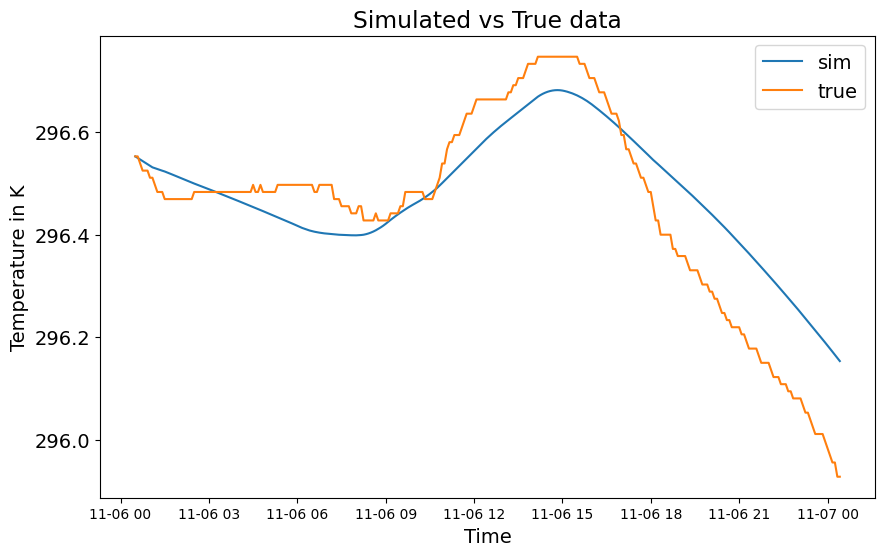 Simulated vs True data
sim
true
Temperature in K
296.6
296.4
296.2
296.0
11-06 00 11-06 03 11-06 06 11-06 09 11-06 12 11-06 15 11-06 18 11-06 21 11-07 00
Time